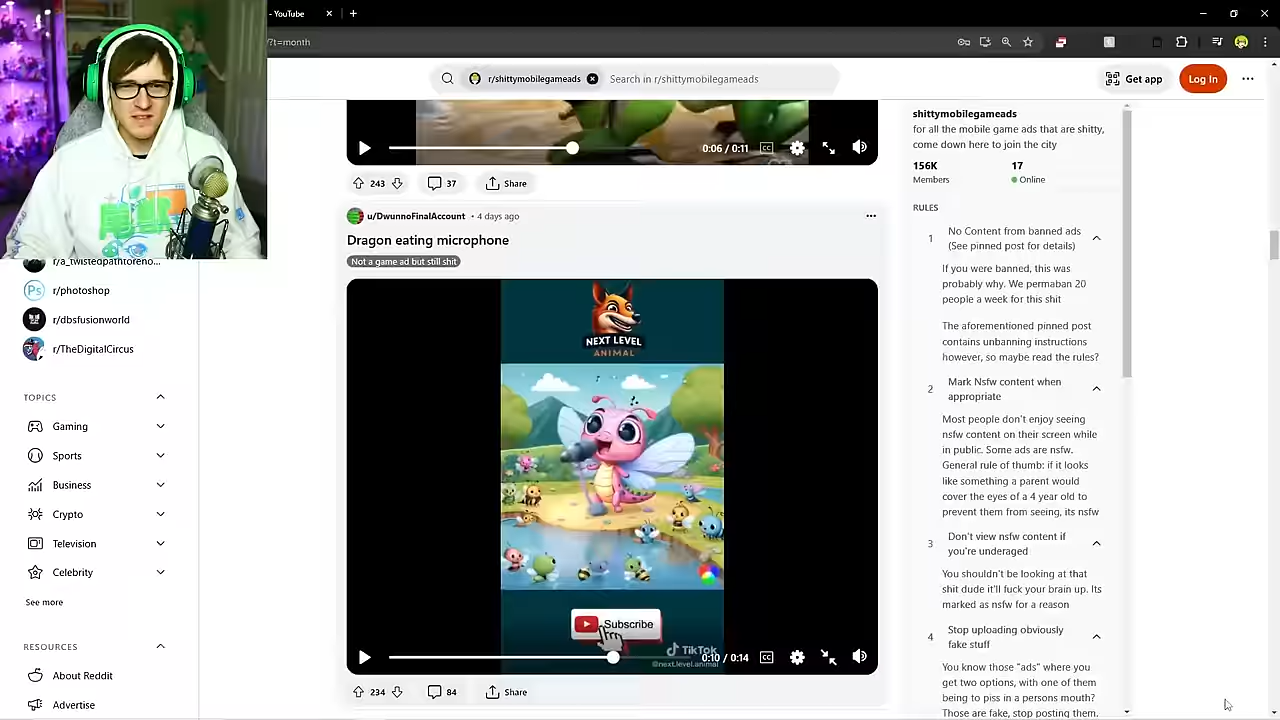 - YouTube
?t=month
r/shittymobilegameads
Search in r/shittymobilegameads
Get app
Log In
0:06 / 0:11
CC
243
37
Share
u/DwunnoFinalAccount • 4 days ago
Dragon eating microphone
Not a game ad but still shit
NEXT LEVEL
ANIMAL
Subscribe
TikTok
@next.level.animal
0:10 / 0:14
CC
234
84
Share
r/a_twistedpathtoreno...
Ps
r/photoshop
r/dbsfusionworld
r/TheDigitalCircus
TOPICS
Gaming
Sports
Business
Crypto
Television
Celebrity
See more
RESOURCES
About Reddit
Advertise
shittymobilegameads
for all the mobile game ads that are shitty,
come down here to join the city
156K
17
Members
Online
RULES
1
No Content from banned ads
(See pinned post for details)
If you were banned, this was
probably why. We permaban 20
people a week for this shit
The aforementioned pinned post
contains unbanning instructions
however, so maybe read the rules?
2
Mark Nsfw content when
appropriate
Most people don't enjoy seeing
nsfw content on their screen while
in public. Some ads are nsfw.
General rule of thumb: if it looks
like something a parent would
cover the eyes of a 4 year old to
prevent them from seeing, its nsfw
3
Don't view nsfw content if
you're underaged
You shouldn't be looking at that
shit dude it'll fuck your brain up. Its
marked as nsfw for a reason
4
Stop uploading obviously
fake stuff
You know those "ads" where you
get two options, with one of them
being to piss in a persons mouth?
Those are fake, stop posting them.